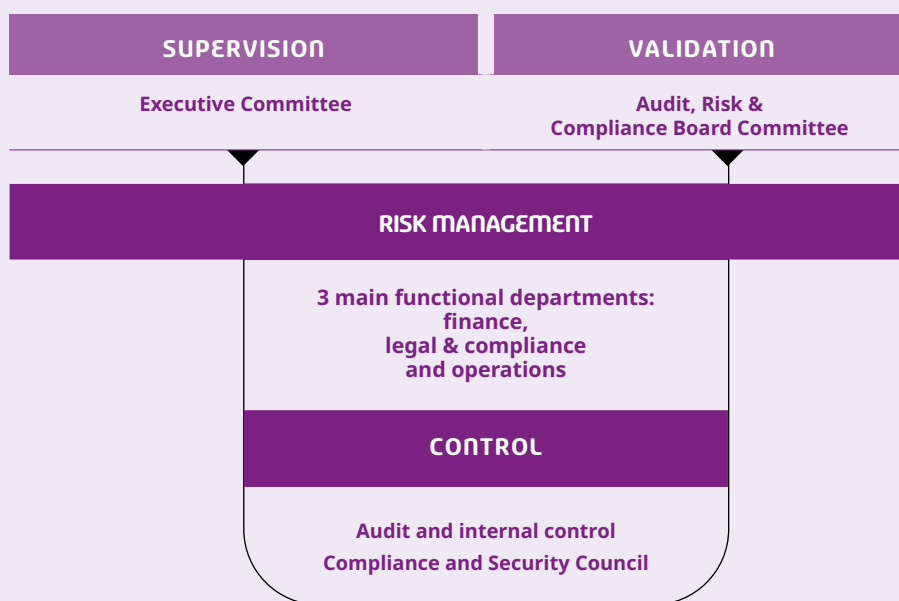 SUPERVISION
VALIDATION
Executive Committee
Audit, Risk &
Compliance Board Committee
RISK MANAGEMENT
3 main functional departments:
finance,
legal & compliance
and operations
CONTROL
Audit and internal control
Compliance and Security Council